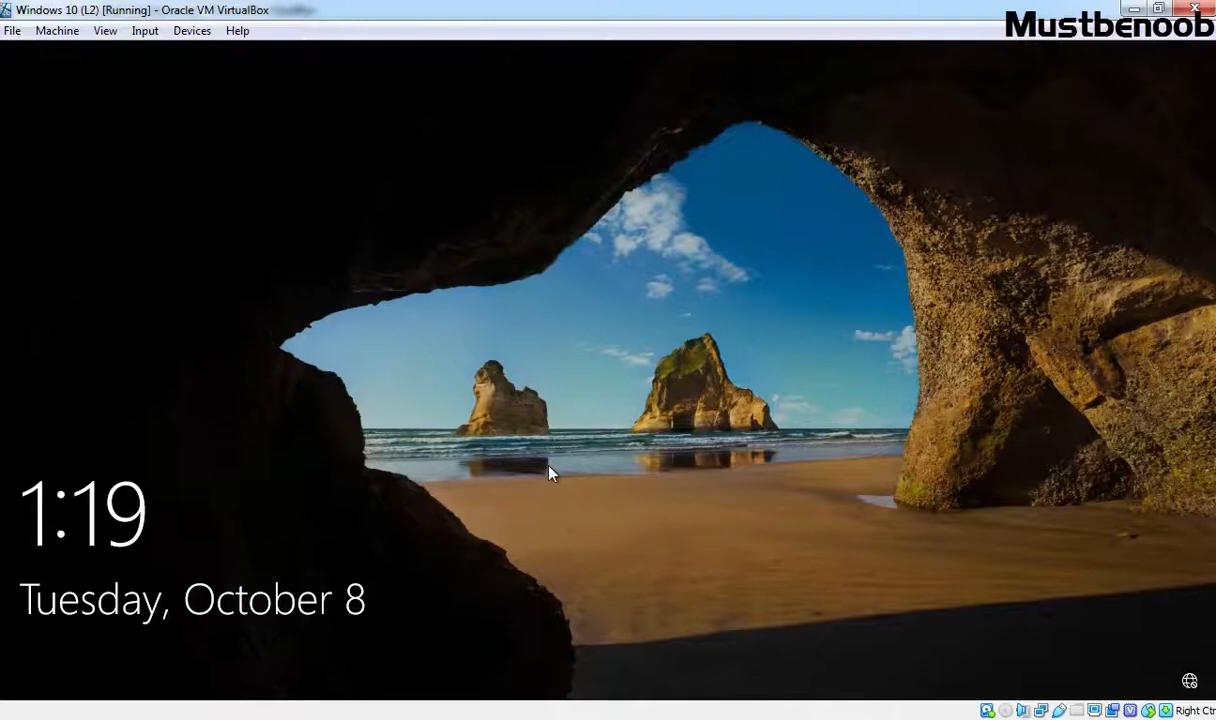 Windows 10 (L2) [Running] - Oracle VM VirtualBox
Mustbenoob
File Machine View Input Devices Help
1:19
Tuesday, October 8
Right Ctr